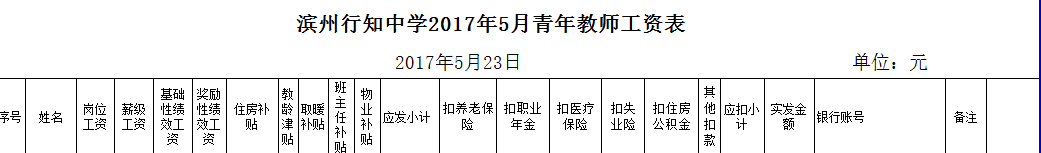 滨州行知中学2017年5月青年教师工资表
2017年5月23日 单位：元
序号 姓名 岗位工资 薪级工资 基础性绩效工资 奖励性绩效工资 住房补贴 教龄津贴 取暖补贴 班主任补贴 物业补贴 应发小计 扣养老保险 扣职业年金 扣医疗保险 扣失业险 扣住房公积金 其他扣款 应扣小计 实发金额 银行账号 备注